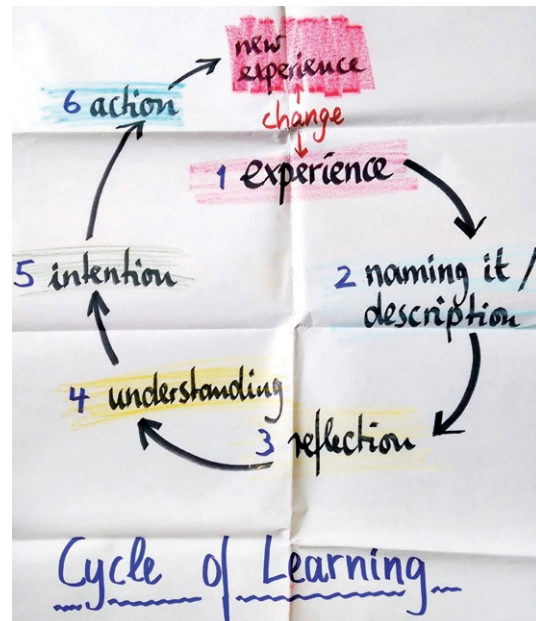 new
experience
change
1 experience
2 naming it /
description
3 reflection
4 understanding
5 intention
6 action
Cycle of Learning